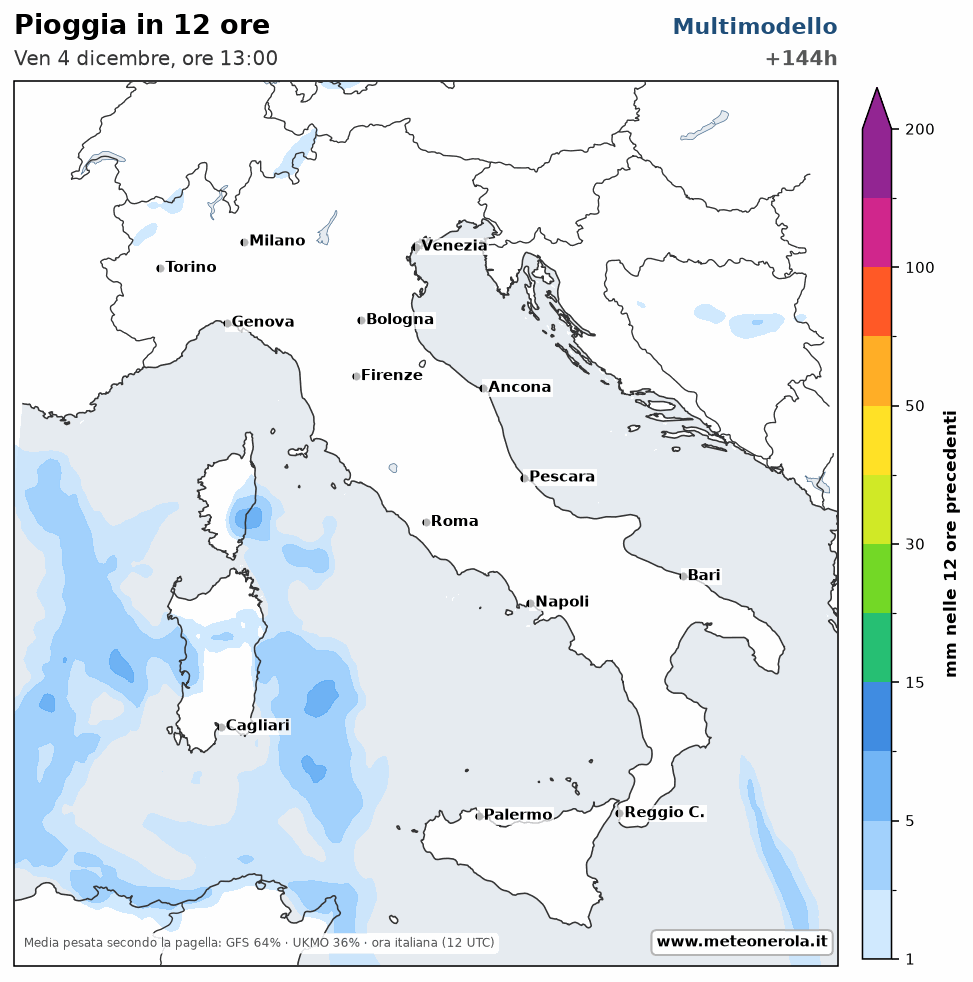 Pioggia in 12 ore
Multimodello
Ven 4 dicembre, ore 13:00
+144h
200
Milano
Venezia
Torino
100
Genova
Bologna
Firenze
Ancona
50
Pescara
Roma
30
Bari
Napoli
mm nelle 12 ore precedenti
15
Cagliari
Palermo
Reggio C.
5
Media pesata secondo la pagella: GFS 64% · UKMO 36% · ora italiana (12 UTC)
www.meteonerola.it
1